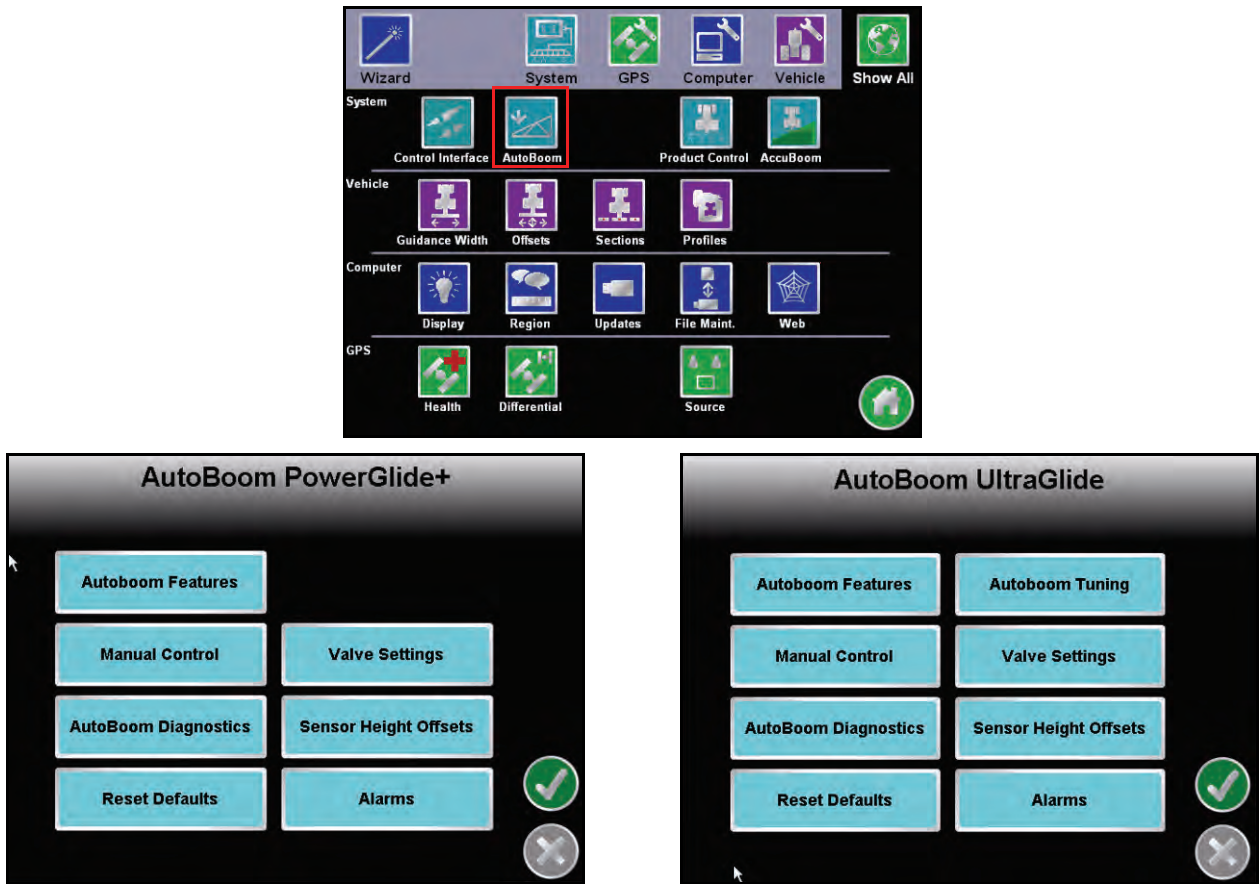 Wizard System GPS Computer Vehicle Show All
System
Control Interface AutoBoom Product Control AccuBoom
Vehicle
Guidance Width Offsets Sections Profiles
Computer
Display Region Updates File Maint. Web
GPS
Health Differential Source
AutoBoom PowerGlide+
Autoboom Features
Manual Control Valve Settings
AutoBoom Diagnostics Sensor Height Offsets
Reset Defaults Alarms
AutoBoom UltraGlide
Autoboom Features Autoboom Tuning
Manual Control Valve Settings
AutoBoom Diagnostics Sensor Height Offsets
Reset Defaults Alarms